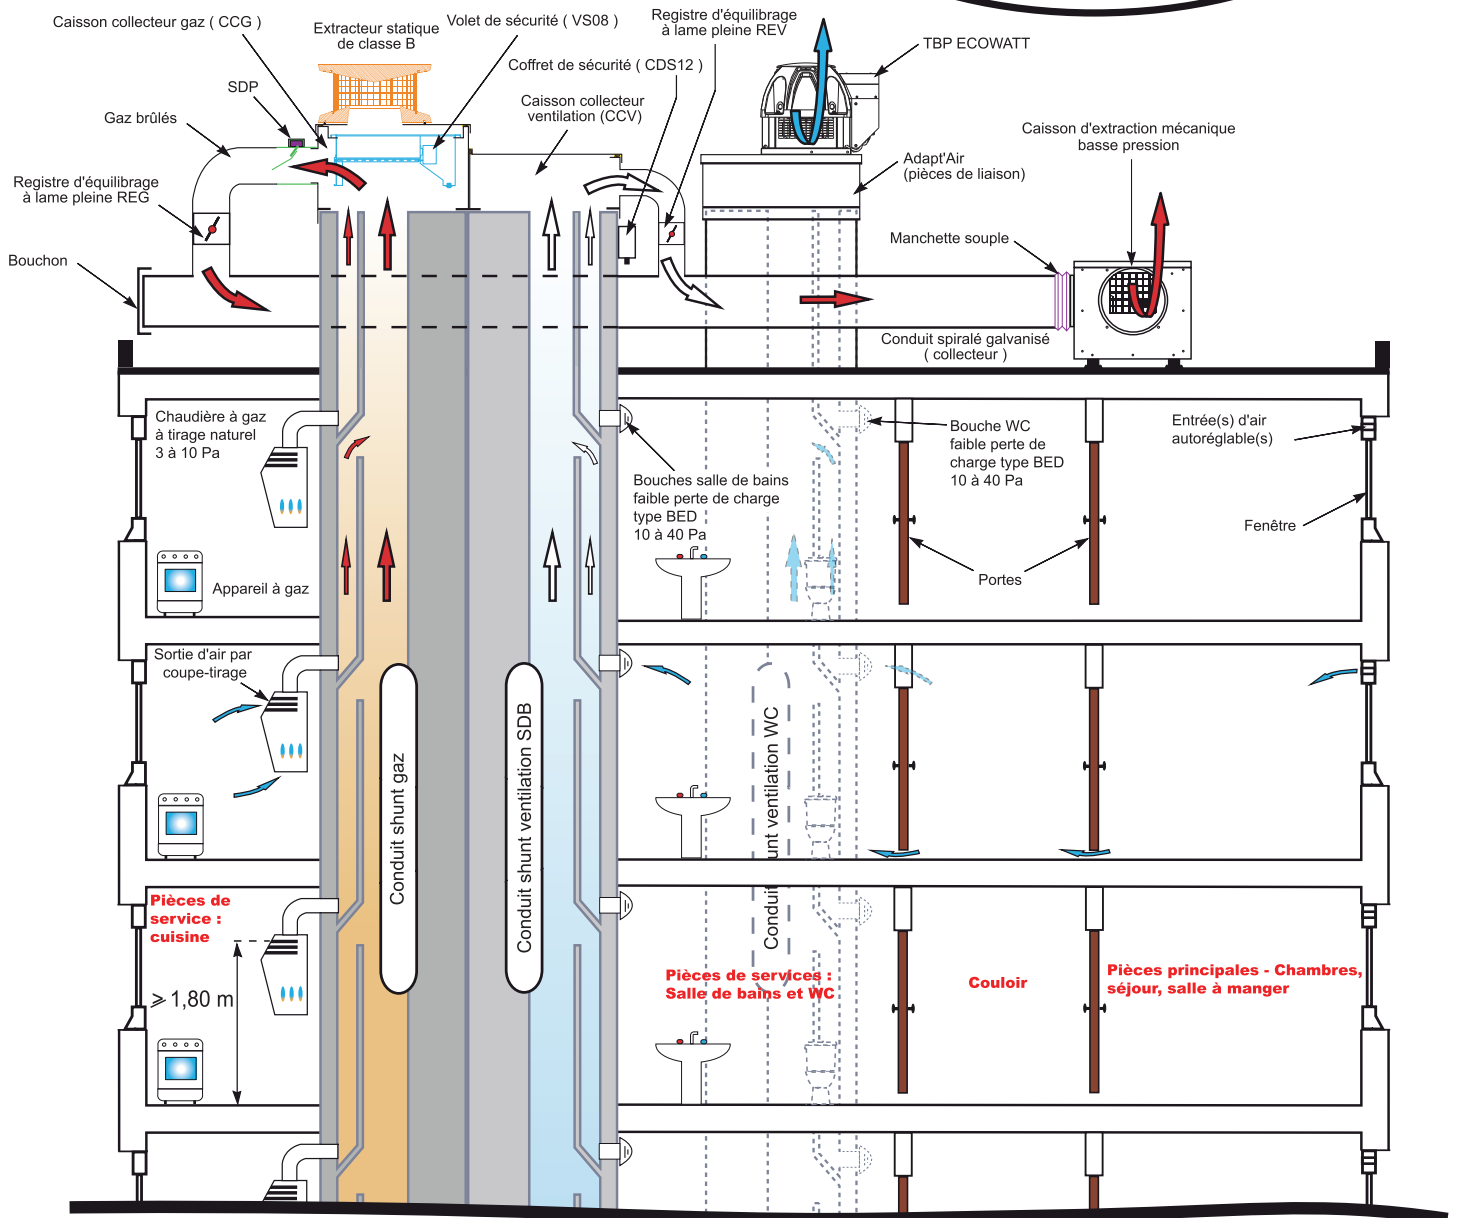 Caisson collecteur gaz ( CCG )
Extracteur statique
de classe B
Volet de sécurité ( VS08 )
Registre d'équilibrage
à lame pleine REV
TBP ECOWATT
Coffret de sécurité ( CDS12 )
SDP
Caisson collecteur
ventilation (CCV)
Gaz brûlés
Caisson d'extraction mécanique
basse pression
Adapt'Air
(pièces de liaison)
Registre d'équilibrage
à lame pleine REG
Manchette souple
Bouchon
Conduit spiralé galvanisé
( collecteur )
Chaudière à gaz
à tirage naturel
3 à 10 Pa
Bouche WC
faible perte de
charge type BED
10 à 40 Pa
Entrée(s) d'air
autoréglable(s)
Bouches salle de bains
faible perte de charge
type BED
10 à 40 Pa
Fenêtre
Appareil à gaz
Portes
Sortie d'air par
coupe-tirage
Conduit shunt gaz
Conduit shunt ventilation SDB
Conduit unt ventilation WC
Pièces de
service :
cuisine
⩾ 1,80 m
Pièces de services :
Salle de bains et WC
Couloir
Pièces principales - Chambres,
séjour, salle à manger